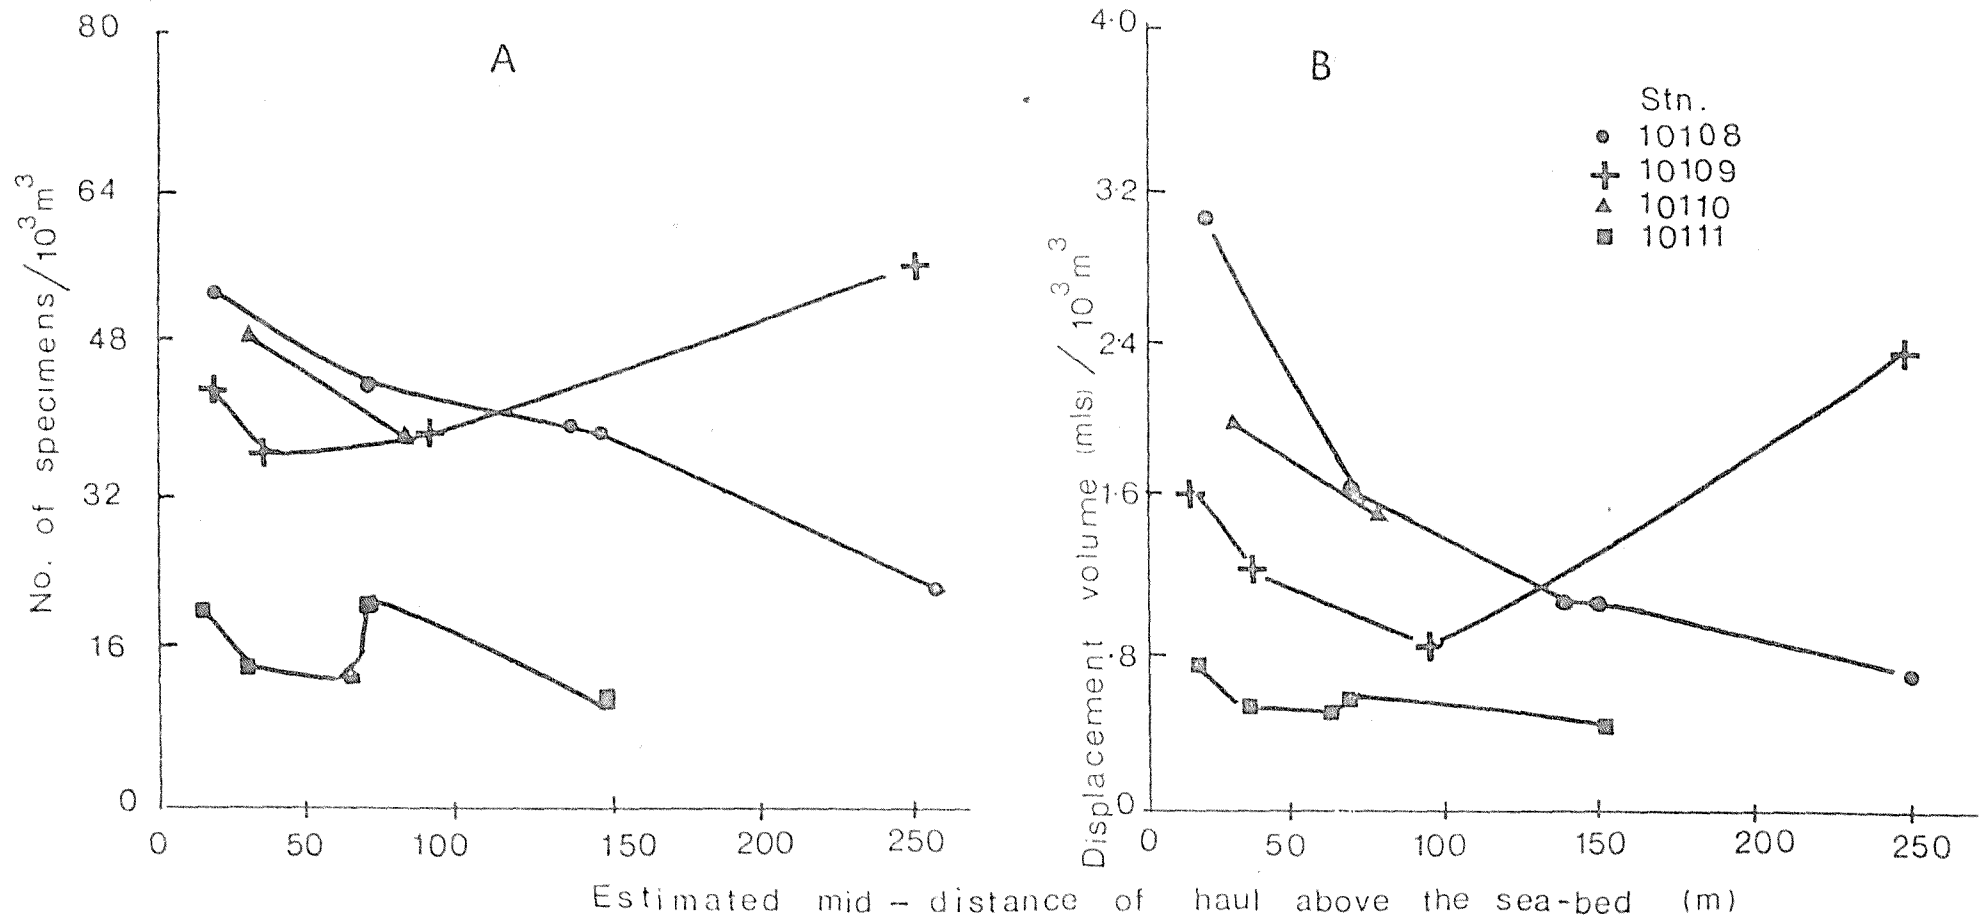 A
No. of specimens/10³m³
80
64
48
32
16
0
0 50 100 150 200 250
B
Displacement volume (mls) / 10³m³
4·0
3·2
2·4
1·6
·8
0
0 50 100 150 200 250
Stn.
10108
10109
10110
10111
Estimated mid-distance of haul above the sea-bed (m)